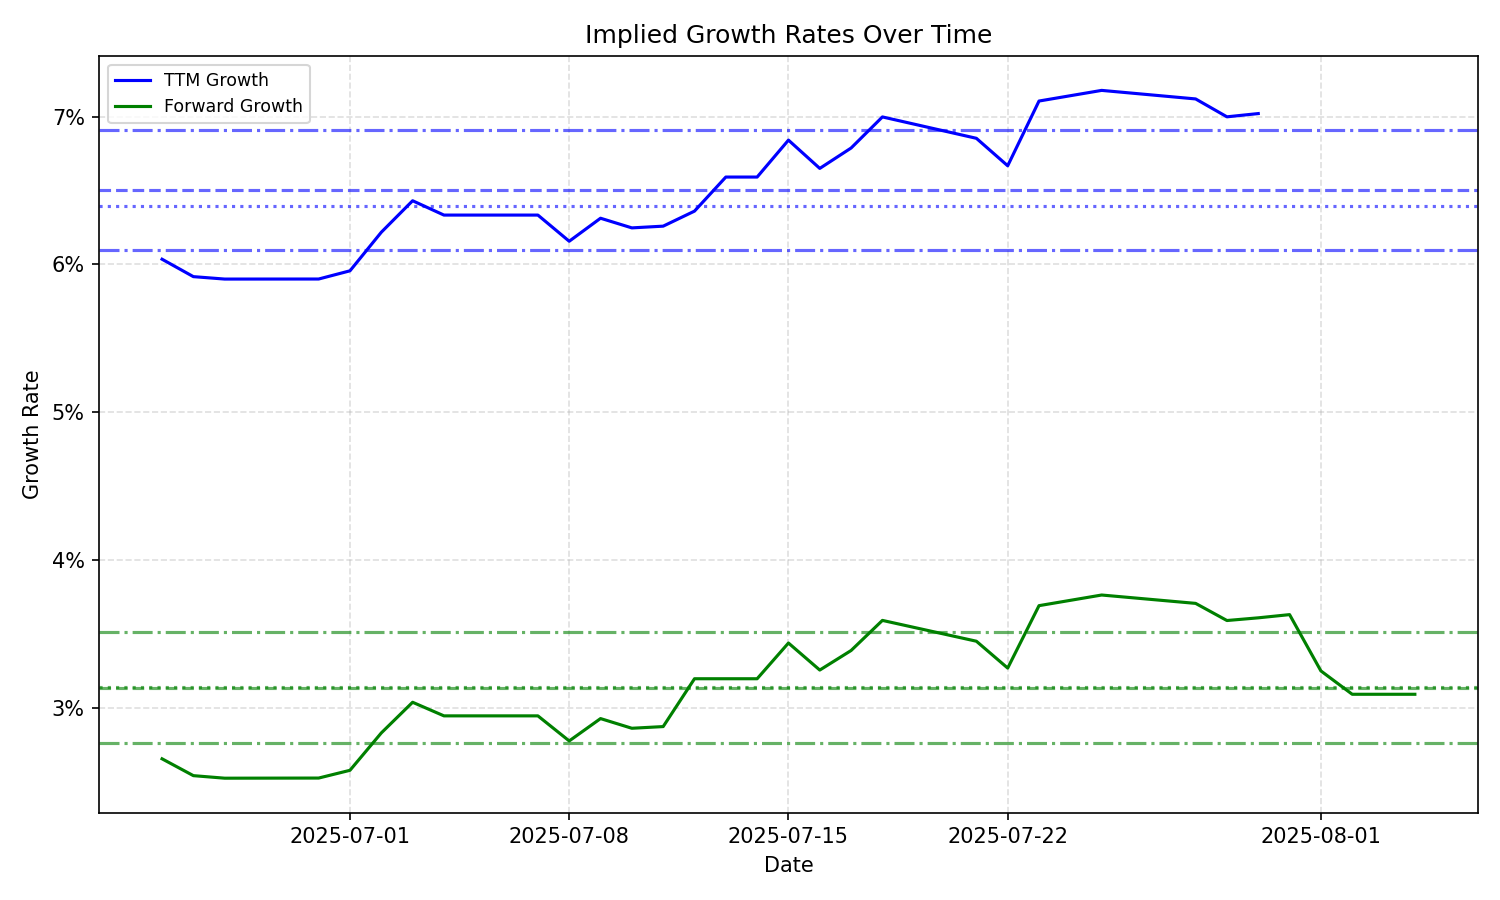 Implied Growth Rates Over Time
TTM Growth
Forward Growth
7%
6%
5%
4%
3%
Growth Rate
2025-07-01
2025-07-08
2025-07-15
2025-07-22
2025-08-01
Date